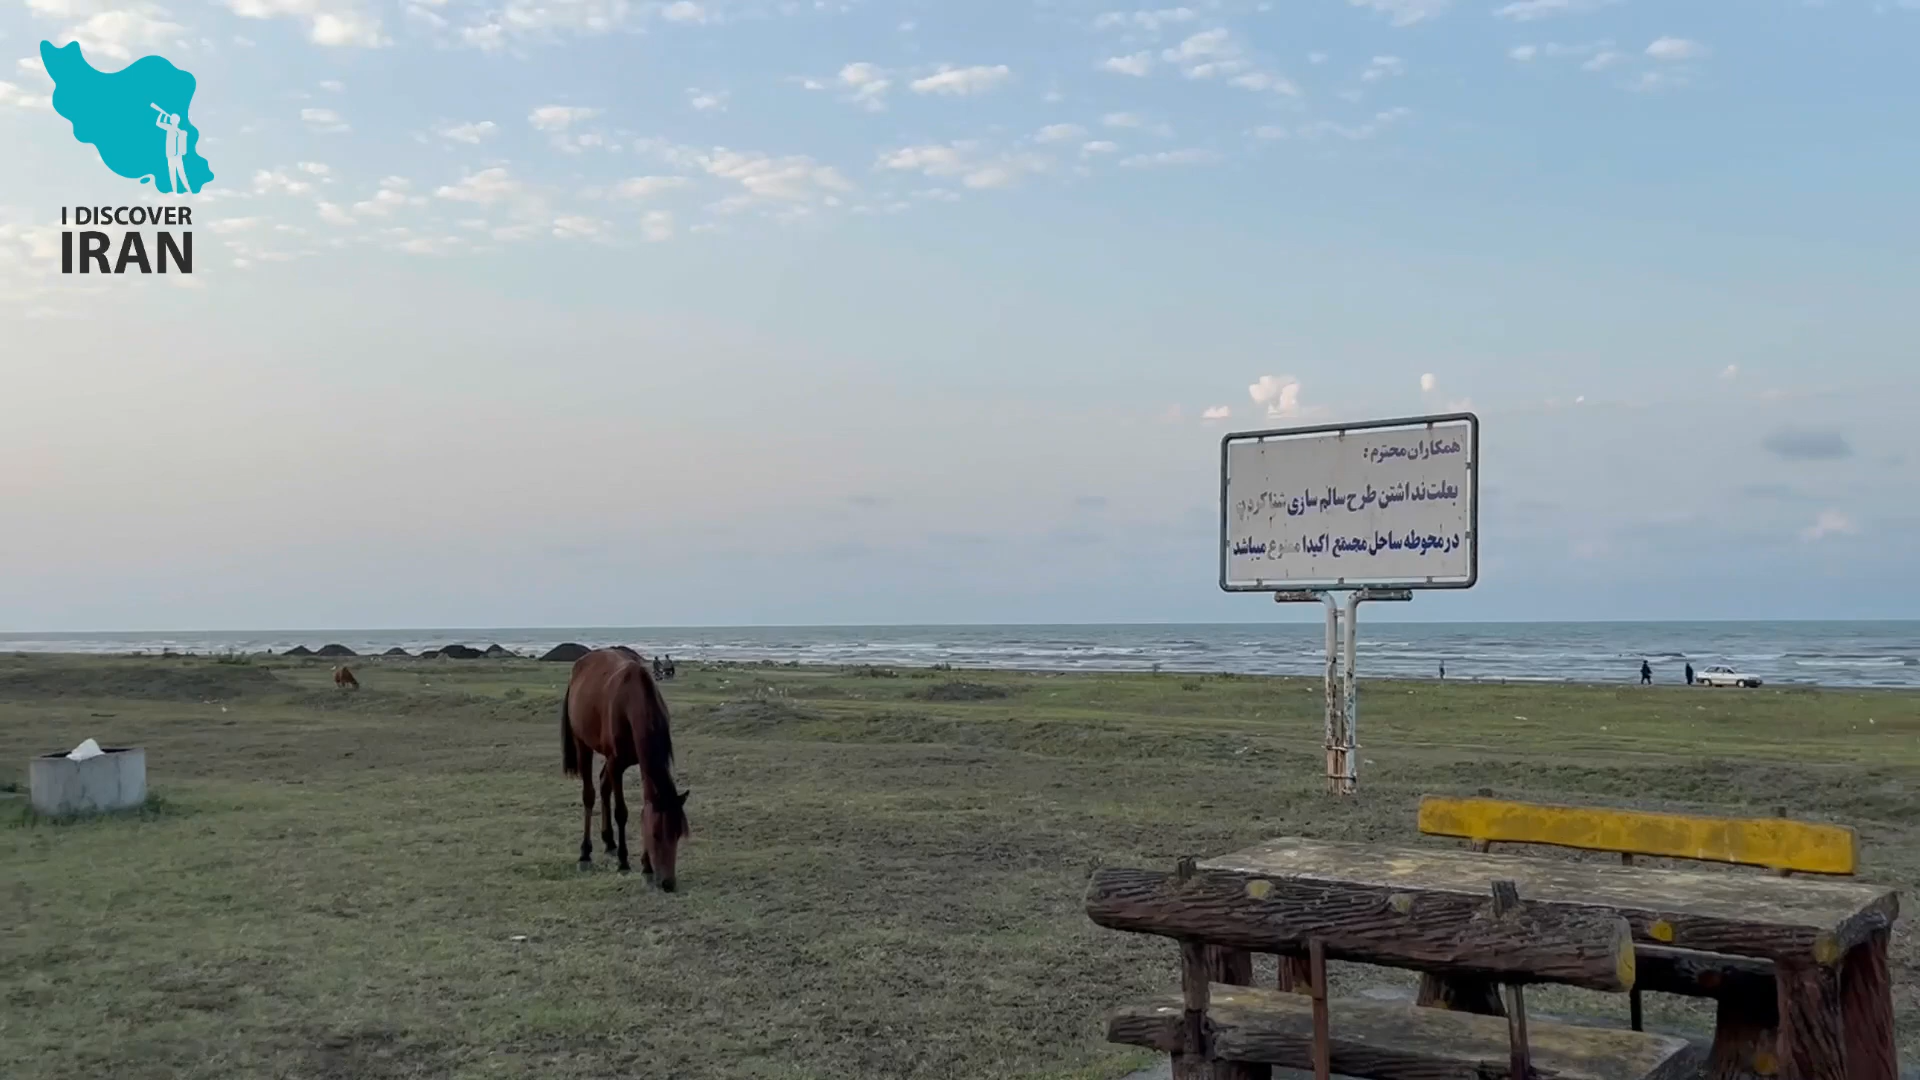 I DISCOVER
IRAN
همکاران محترم :
بعلت نداشتن طرح سالم سازی شنا کردن
در محوطه ساحل مجتمع اکیدا ممنوع میباشد